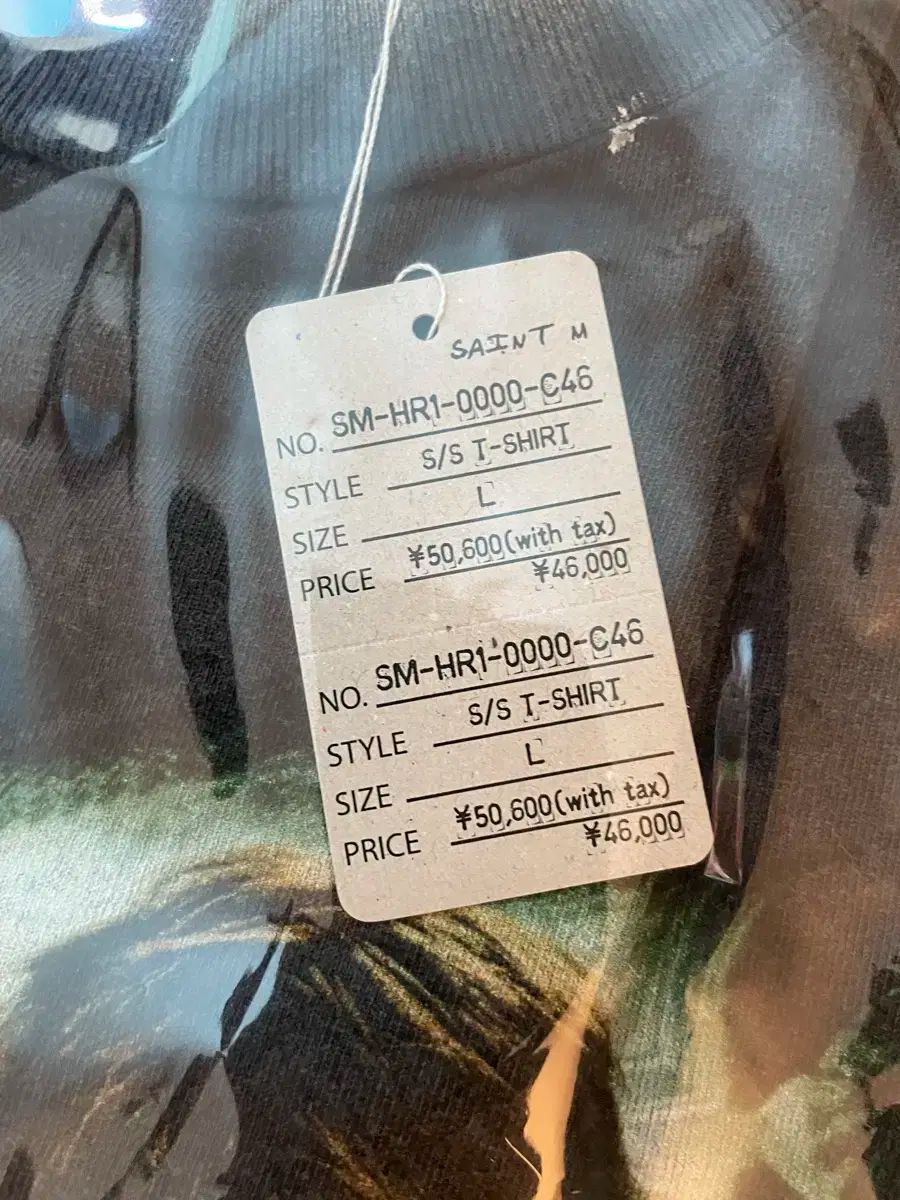 SAINT M
NO. SM-HR1-0000-C46
STYLE S/S T-SHIRT
SIZE L
PRICE ¥50,600(with tax)
¥46,000
NO. SM-HR1-0000-C46
STYLE S/S T-SHIRT
SIZE L
PRICE ¥50,600(with tax)
¥46,000